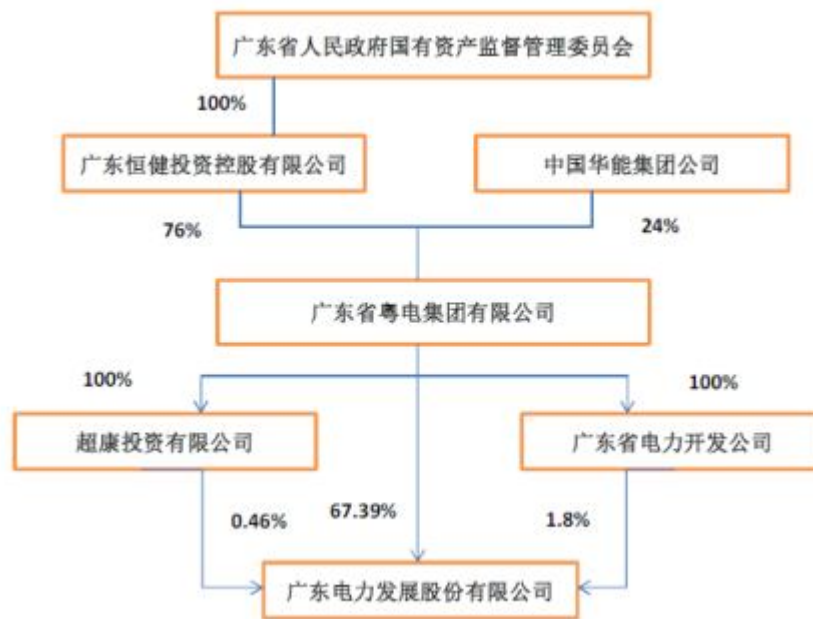 广东省人民政府国有资产监督管理委员会
100%
广东恒健投资控股有限公司
中国华能集团公司
76%
24%
广东省粤电集团有限公司
100%
100%
超康投资有限公司
广东省电力开发公司
0.46%
67.39%
1.8%
广东电力发展股份有限公司